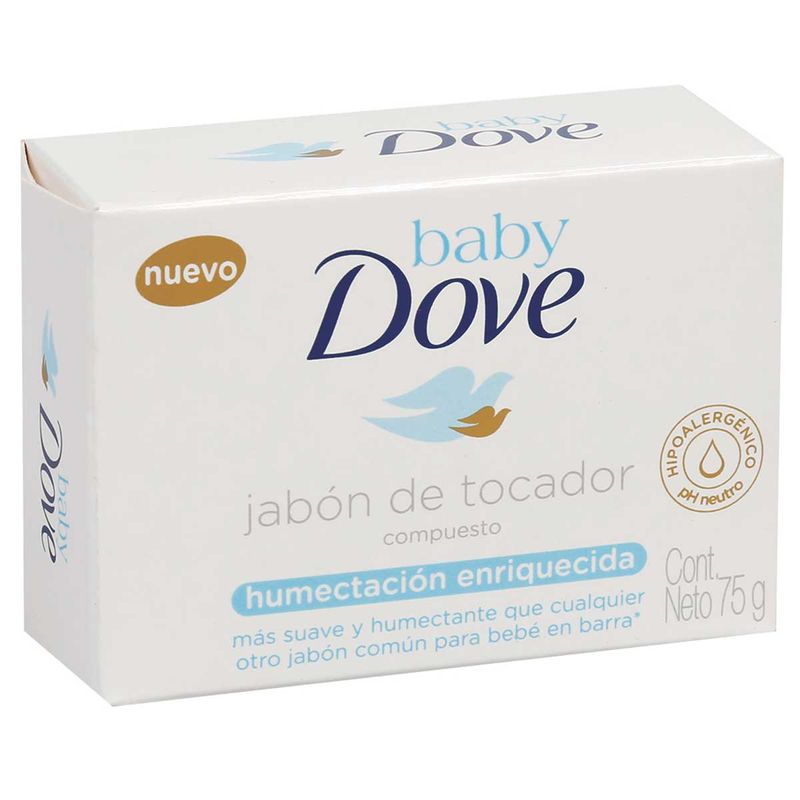 baby
Dove
nuevo
baby
Dove
baby
Dove
jabón de tocador
compuesto
humectación enriquecida
más suave y humectante que cualquier
otro jabón común para bebé en barra*
HIPOALERGÉNICO
pH neutro
Cont.
Neto 75 g